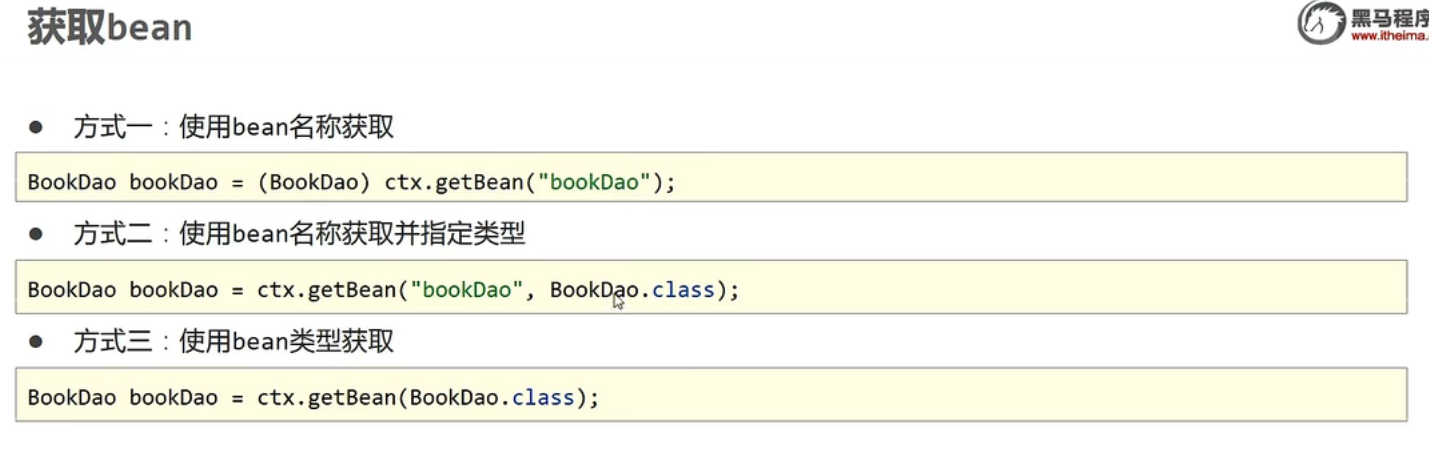 获取bean
黑马程序
www.itheima.
● 方式一：使用bean名称获取
BookDao bookDao = (BookDao) ctx.getBean("bookDao");
● 方式二：使用bean名称获取并指定类型
BookDao bookDao = ctx.getBean("bookDao", BookDao.class);
● 方式三：使用bean类型获取
BookDao bookDao = ctx.getBean(BookDao.class);